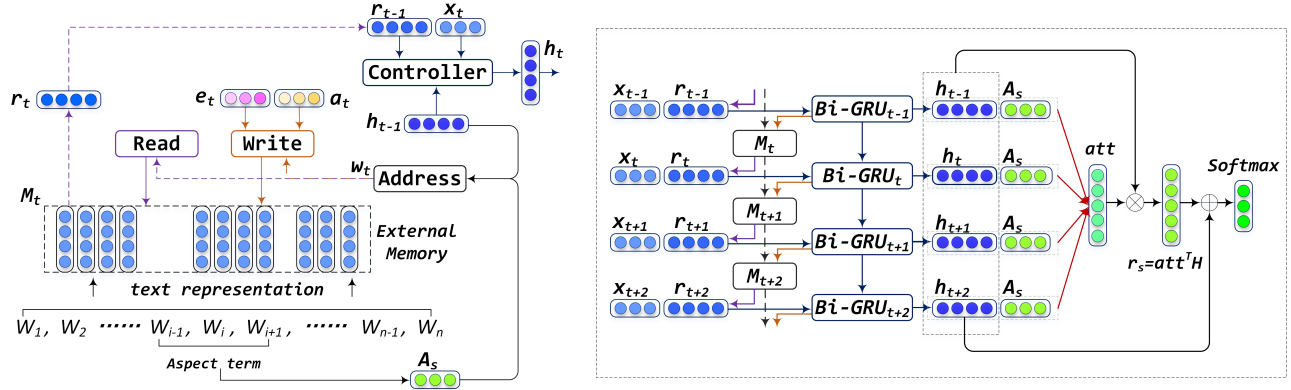 r_{t-1} x_t
h_t
Controller
r_t
e_t a_t
h_{t-1}
Read Write
w_t
Address
M_t
External
Memory
text representation
W_1, W_2 ······ W_{i-1}, W_i, W_{i+1}, ······ W_{n-1}, W_n
Aspect term
A_s
x_{t-1} r_{t-1} h_{t-1} A_s
Bi-GRU_{t-1}
M_t
x_t r_t h_t A_s
Bi-GRU_t
M_{t+1}
x_{t+1} r_{t+1} h_{t+1} A_s
Bi-GRU_{t+1}
M_{t+2}
x_{t+2} r_{t+2} h_{t+2} A_s
Bi-GRU_{t+2}
att
Softmax
r_s=att^TH